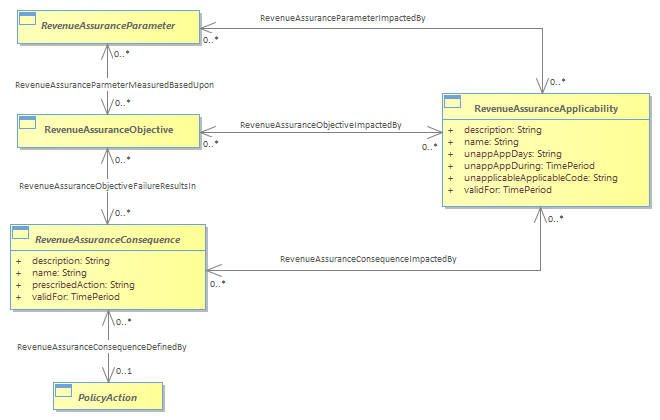 RevenueAssuranceParameter
RevenueAssuranceParameterImpactedBy
0..*
0..*
0..*
RevenueAssuranceParmeterMeasuredBasedUpon
0..*
RevenueAssuranceObjective
RevenueAssuranceObjectiveImpactedBy
0..*
0..*
RevenueAssuranceApplicability
+ description: String
+ name: String
+ unappAppDays: String
+ unappAppDuring: TimePeriod
+ unapplicableApplicableCode: String
+ validFor: TimePeriod
0..*
RevenueAssuranceObjectiveFailureResultsIn
0..*
0..*
RevenueAssuranceConsequence
+ description: String
+ name: String
+ prescribedAction: String
+ validFor: TimePeriod
RevenueAssuranceConsequenceImpactedBy
0..*
0..*
RevenueAssuranceConsequenceDefinedBy
0..1
PolicyAction